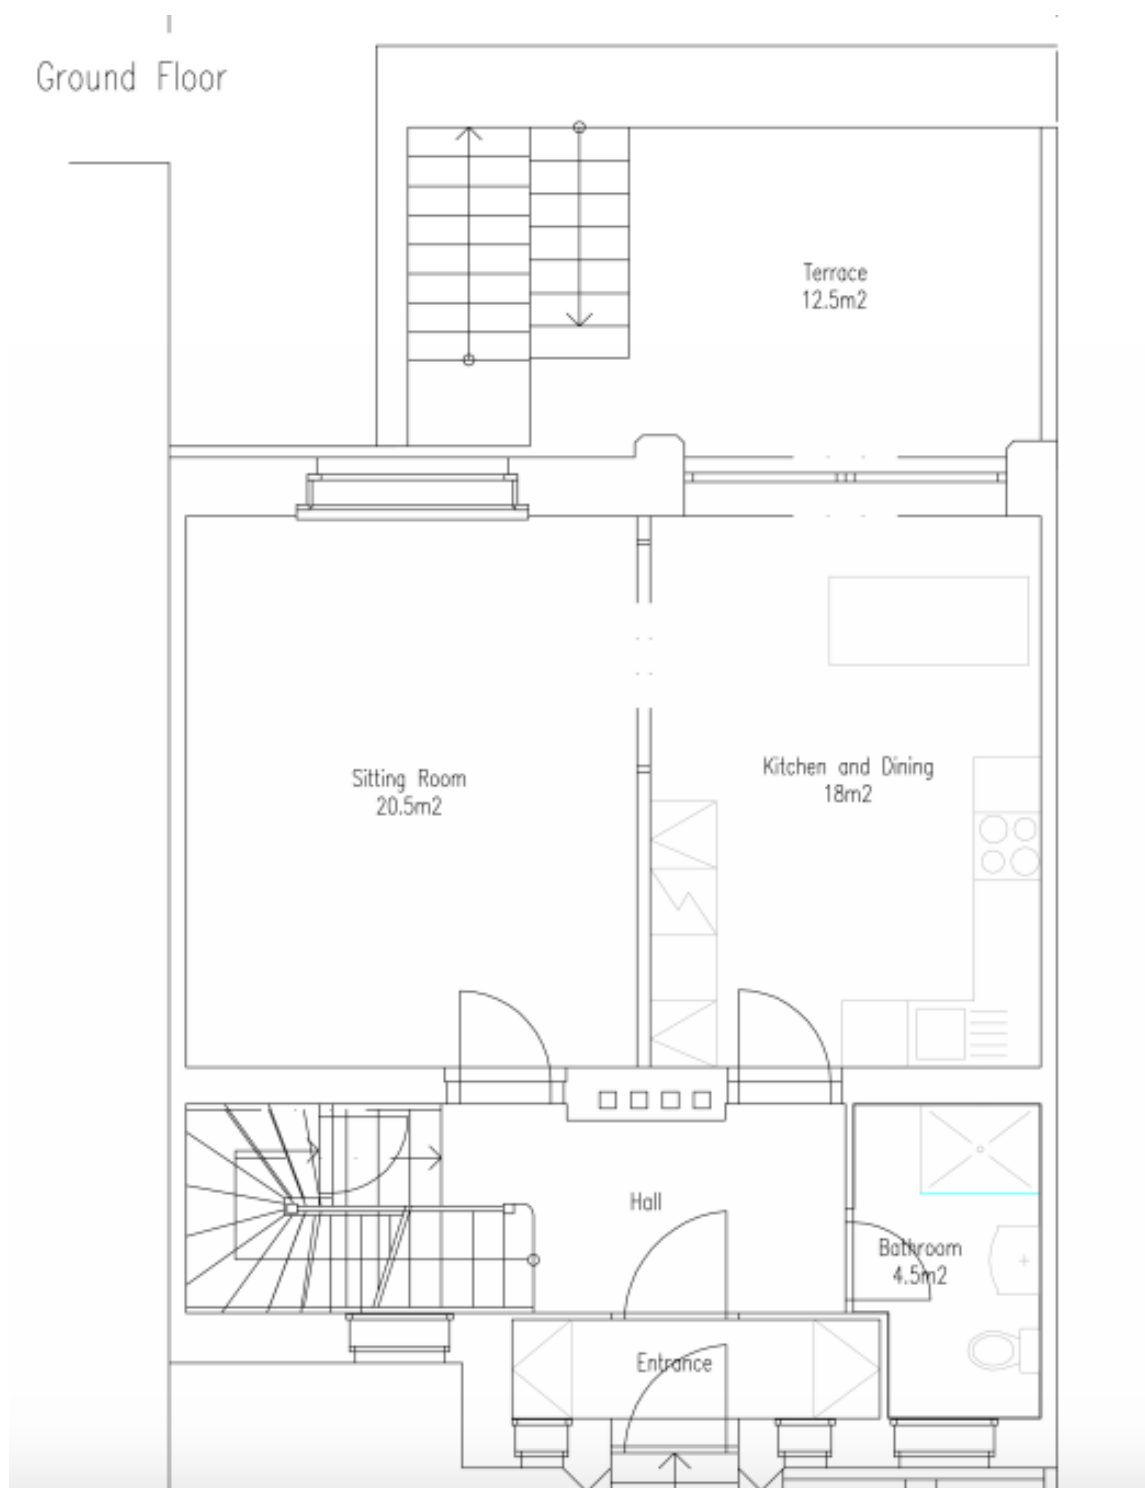 Ground Floor
Terrace
12.5m2
Kitchen and Dining
18m2
Sitting Room
20.5m2
Hall
Bathroom
4.5m2
Entrance